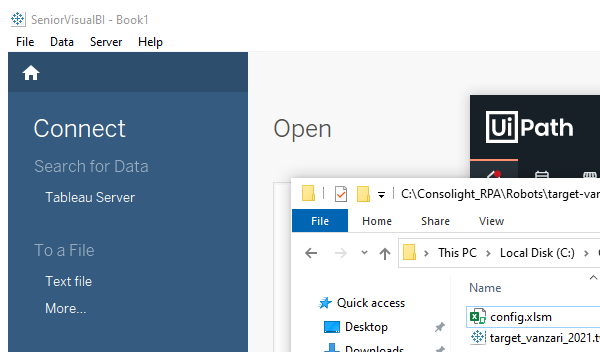 SeniorVisualBI - Book1
File Data Server Help
Connect
Open
Search for Data
Tableau Server
To a File
Text file
More...
UiPath
C:\Consolight_RPA\Robots\target-van
File Home Share View
This PC Local Disk (C:)
Name
Quick access
Desktop
Downloads
config.xlsm
target_vanzari_2021.t